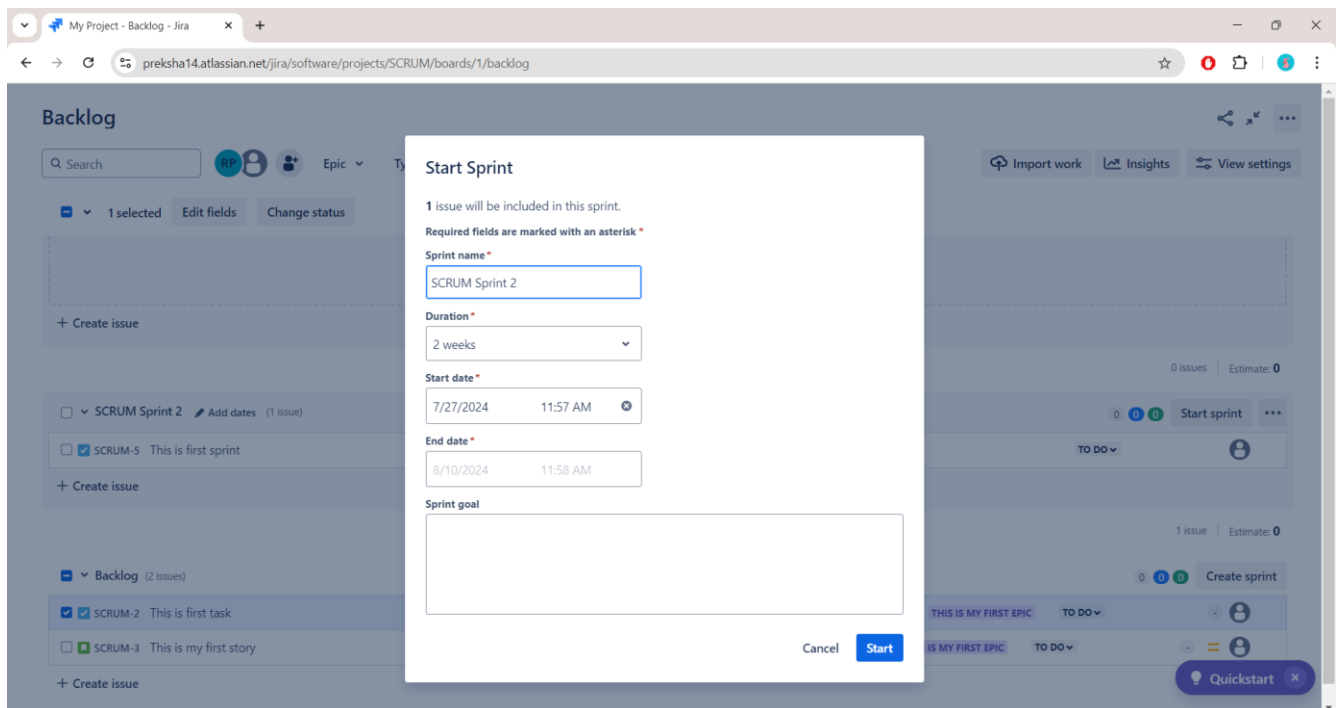 My Project - Backlog - Jira
preksha14.atlassian.net/jira/software/projects/SCRUM/boards/1/backlog
Backlog
Search
RP
Epic
Ty
Import work
Insights
View settings
1 selected
Edit fields
Change status
+ Create issue
0 issues
Estimate: 0
SCRUM Sprint 2
Add dates
(1 issue)
0 0 0
Start sprint
SCRUM-5 This is first sprint
TO DO
+ Create issue
1 issue
Estimate: 0
Backlog (2 issues)
0 0 0
Create sprint
SCRUM-2 This is first task
THIS IS MY FIRST EPIC
TO DO
-
SCRUM-3 This is my first story
IS MY FIRST EPIC
TO DO
-
+ Create issue
Quickstart
Start Sprint
1 issue will be included in this sprint.
Required fields are marked with an asterisk *
Sprint name *
SCRUM Sprint 2
Duration *
2 weeks
Start date *
7/27/2024 11:57 AM
End date *
8/10/2024 11:58 AM
Sprint goal
Cancel
Start